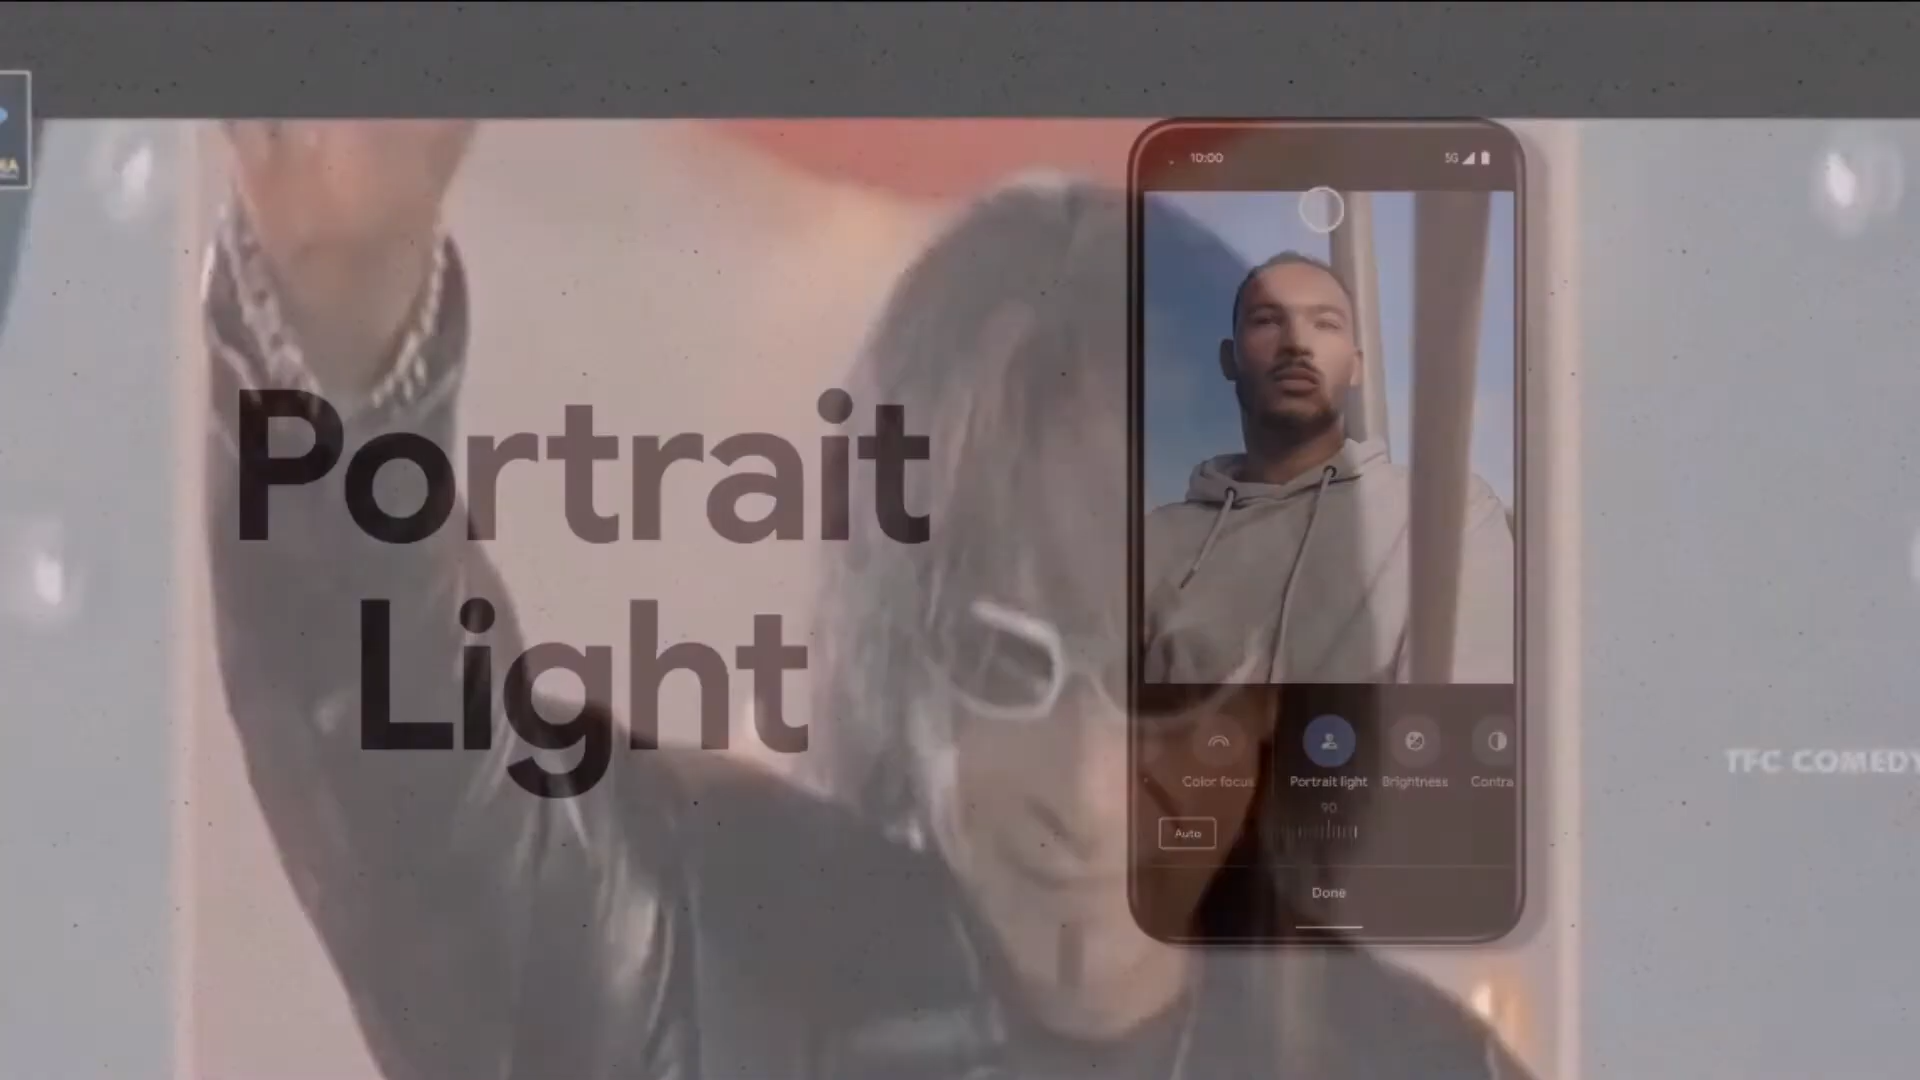 10:00
5G
Portrait
Light
Color focus
Portrait light
Brightness
Contra
90
Auto
Done
TFC COMEDY